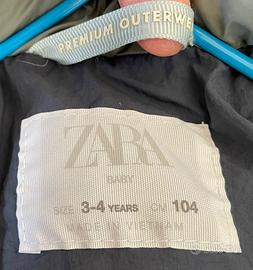 PREMIUM OUTERWE
ZARA
BABY
SIZE 3-4 YEARS CM 104
MADE IN VIETNAM